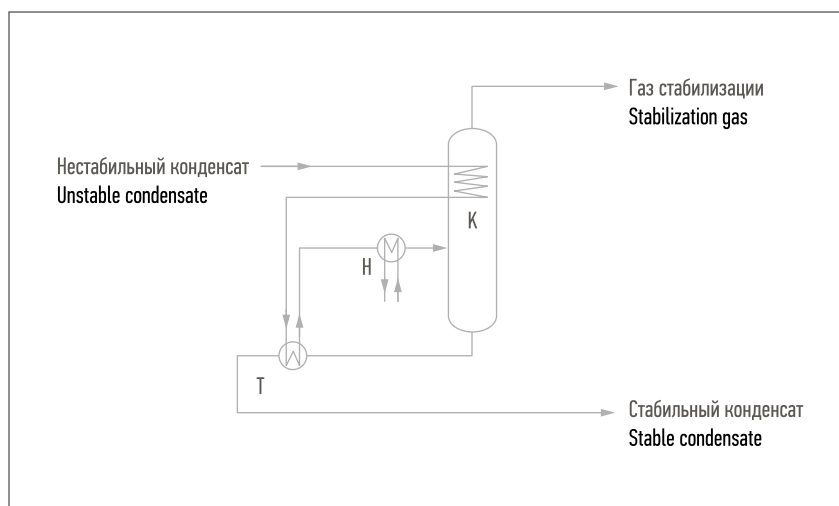 Газ стабилизации
Stabilization gas
Нестабильный конденсат
Unstable condensate
К
Н
Т
Стабильный конденсат
Stable condensate